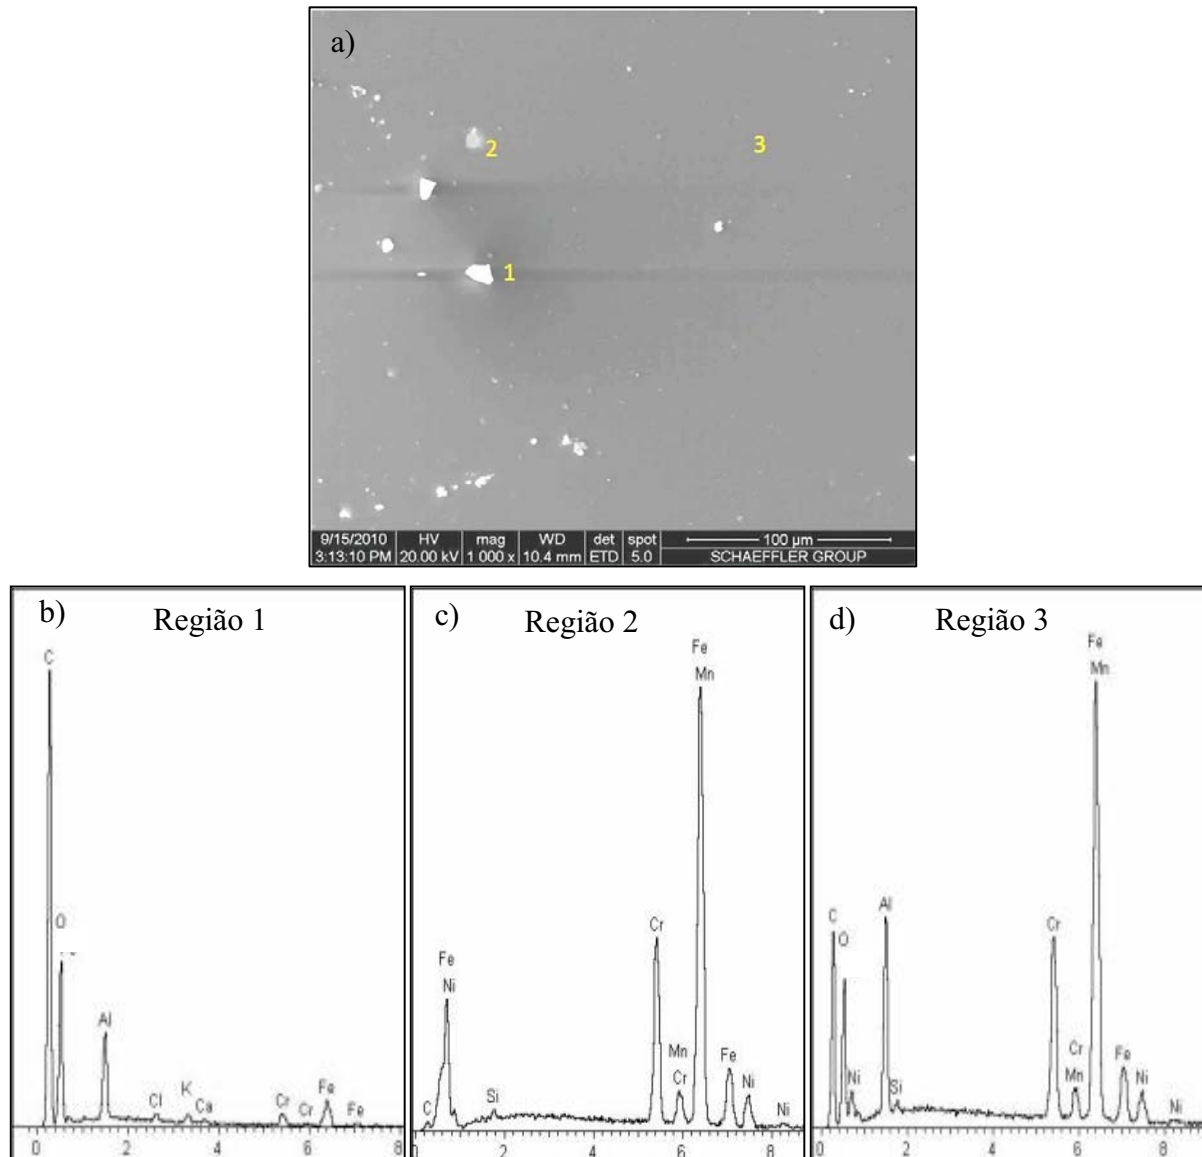 a)
2
3
1
9/15/2010 HV mag WD det spot 100 µm
3:13:10 PM 20.00 kV 1 000 x 10.4 mm ETD 5.0 SCHAEFFLER GROUP
b) Região 1
C
O
Al
Cl K Ca Cr Cr Fe Fe
0 2 4 6 8
c) Região 2
Fe
Mn
Cr
Fe
Ni
Mn
Cr
Fe
Ni
C Si Ni
0 2 4 6 8
d) Região 3
Fe
Mn
C O Al Cr
Ni Si
Cr
Mn
Fe
Ni
Ni
0 2 4 6 8